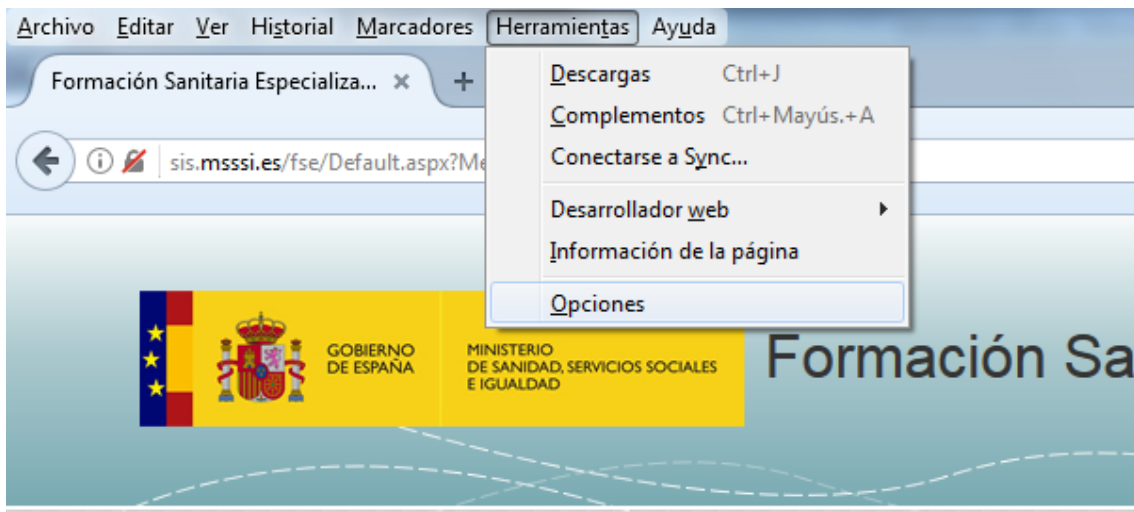 Archivo Editar Ver Historial Marcadores Herramientas Ayuda
Formación Sanitaria Especializa... × +
Descargas Ctrl+J
Complementos Ctrl+Mayús.+A
sis.msssi.es/fse/Default.aspx?Me
Conectarse a Sync...
Desarrollador web
Información de la página
Opciones
GOBIERNO
DE ESPAÑA
MINISTERIO
DE SANIDAD, SERVICIOS SOCIALES
E IGUALDAD
Formación Sa